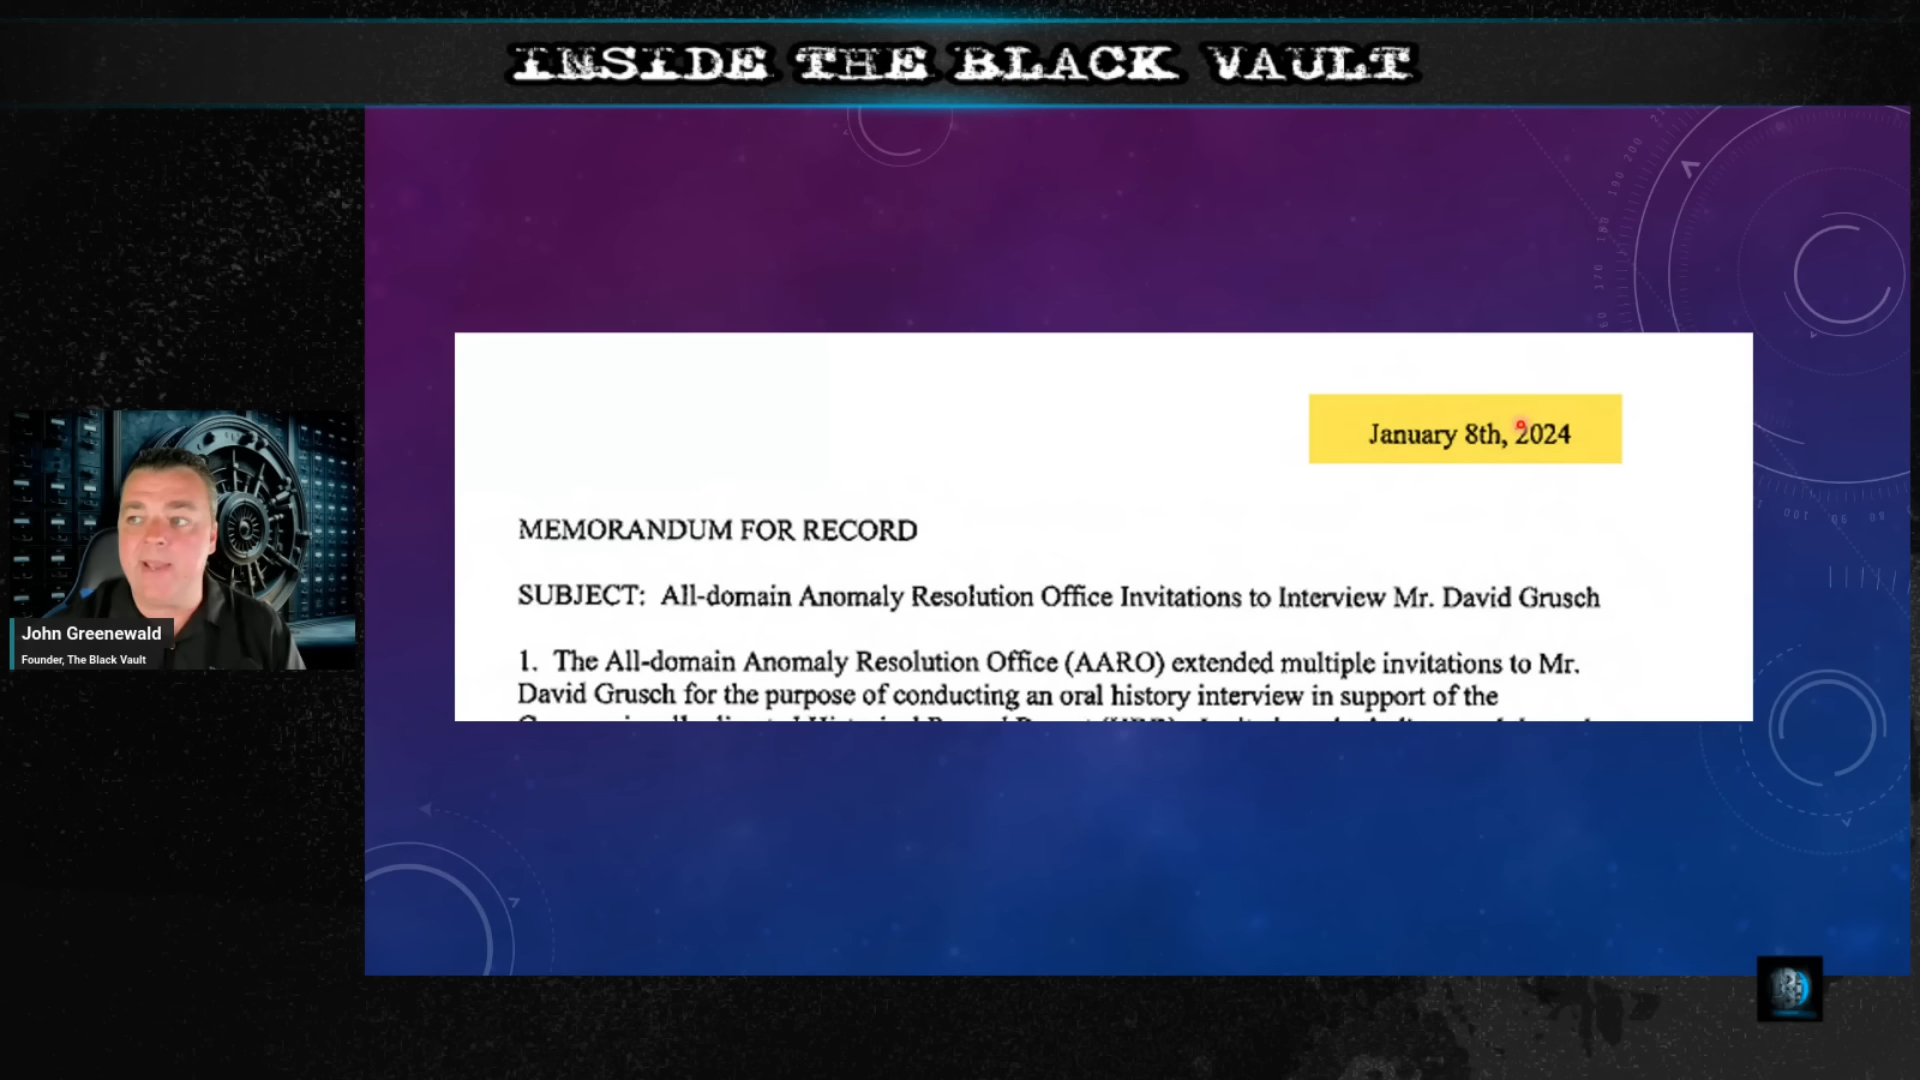 INSIDE THE BLACK VAULT
January 8th, 2024
MEMORANDUM FOR RECORD
SUBJECT: All-domain Anomaly Resolution Office Invitations to Interview Mr. David Grusch
1. The All-domain Anomaly Resolution Office (AARO) extended multiple invitations to Mr.
David Grusch for the purpose of conducting an oral history interview in support of the
John Greenewald
Founder, The Black Vault